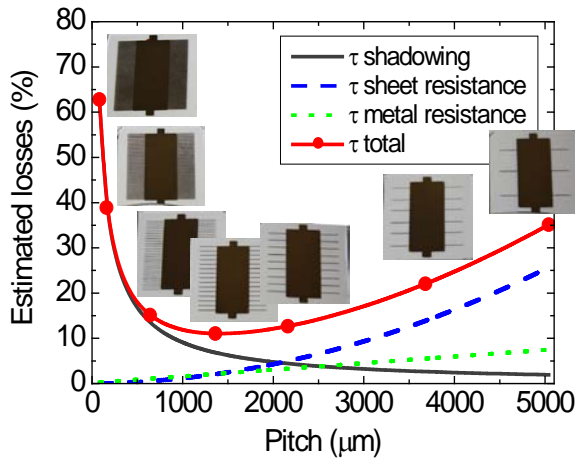 Estimated losses (%)
80
70
60
50
40
30
20
10
0
τ shadowing
τ sheet resistance
τ metal resistance
τ total
0 1000 2000 3000 4000 5000
Pitch (μm)